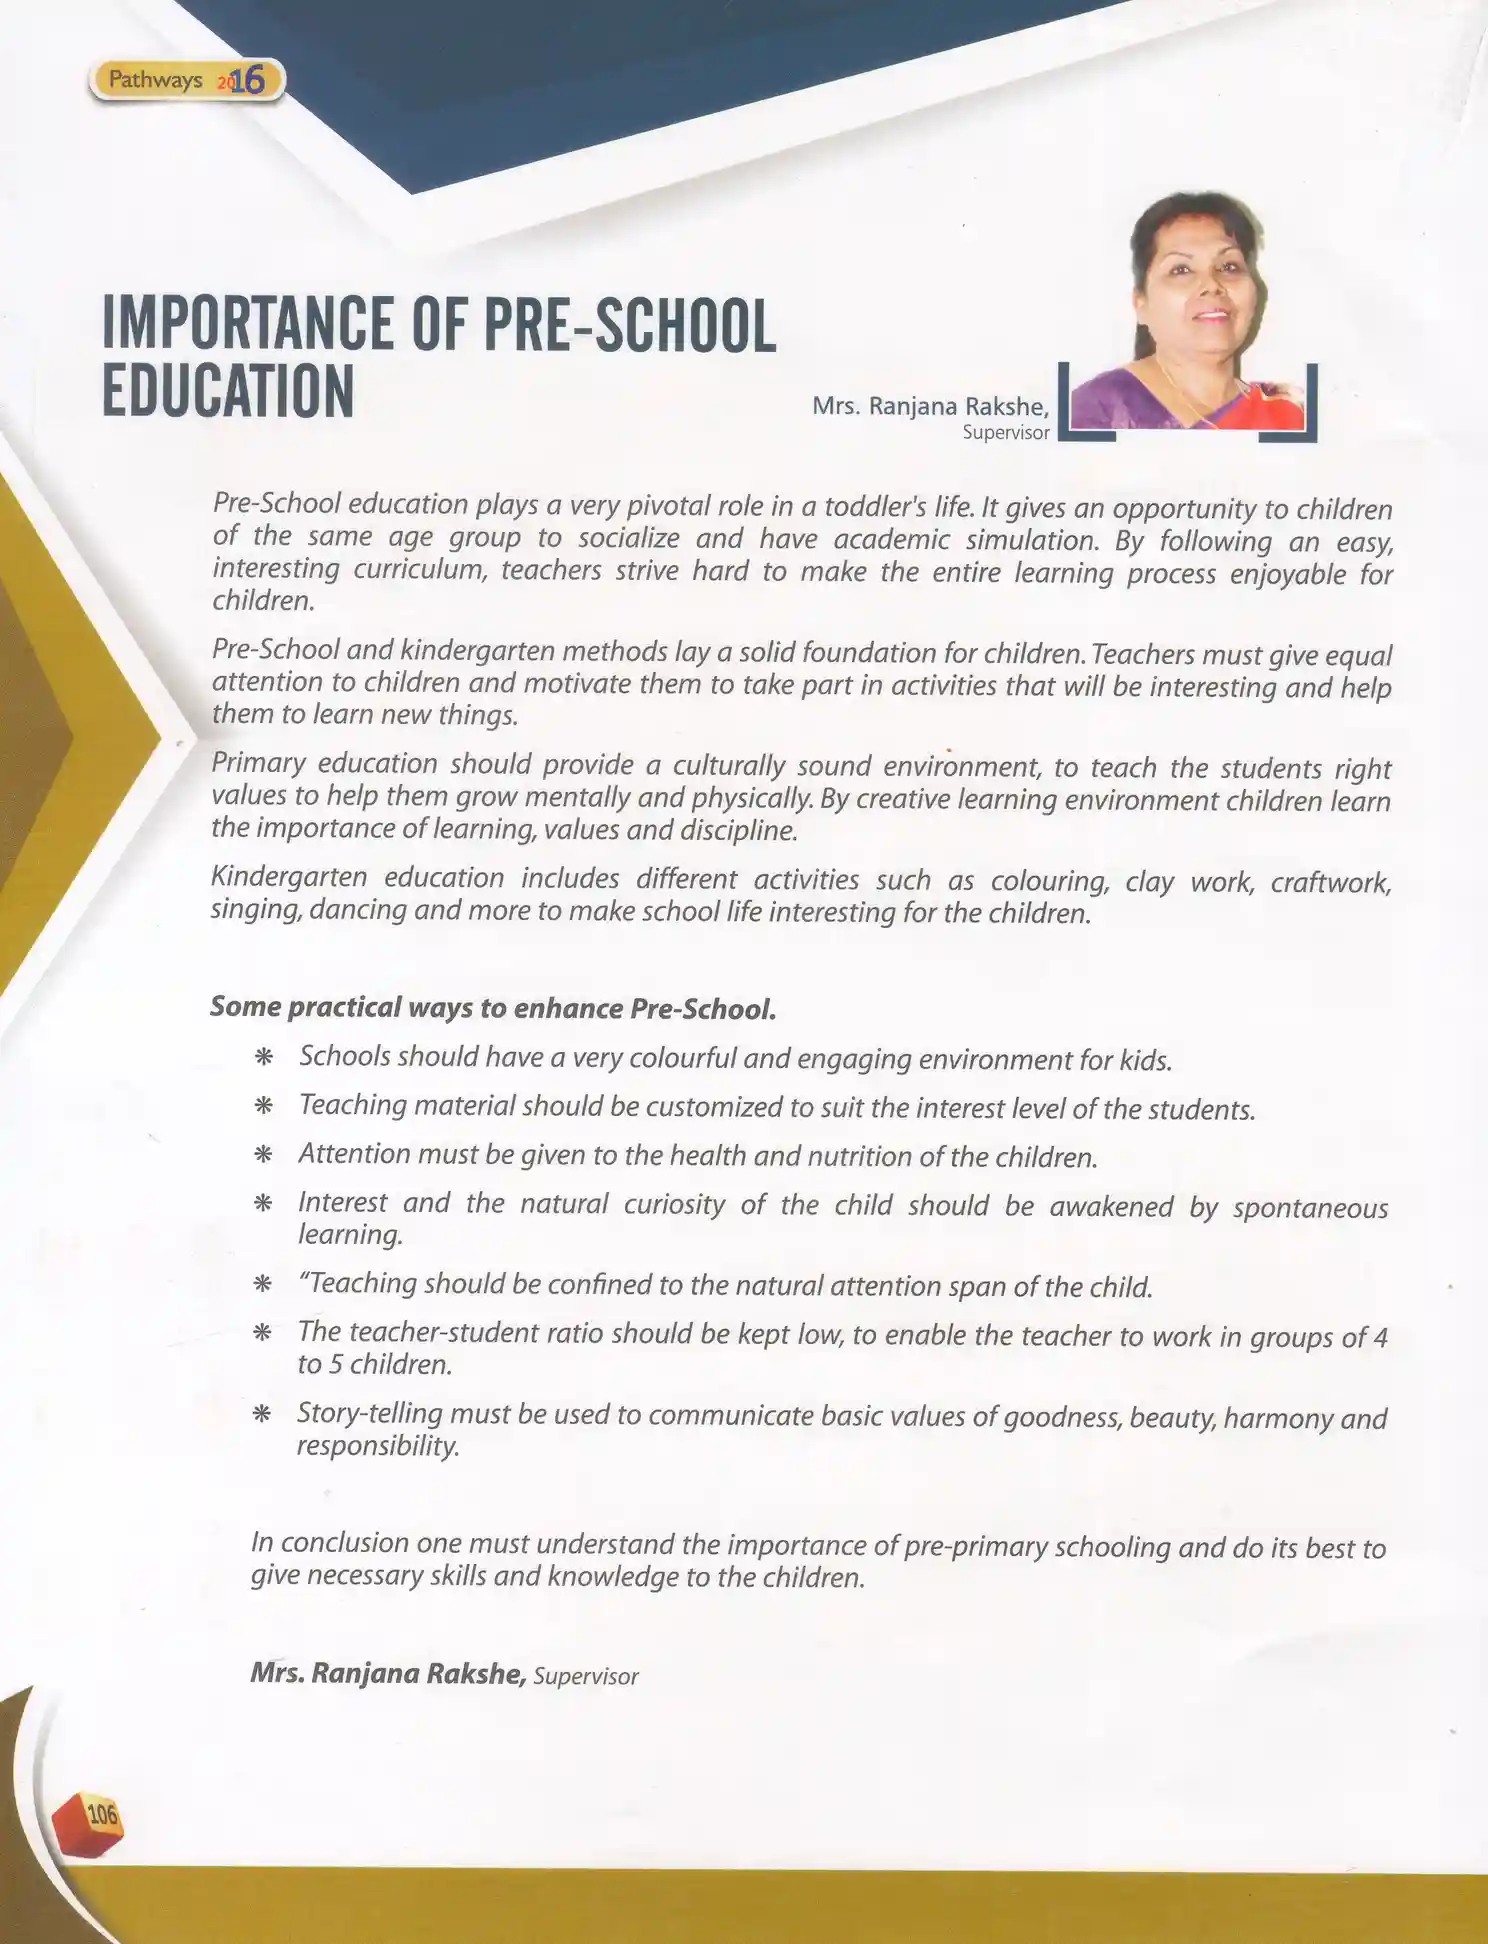 Pathways 2016
IMPORTANCE OF PRE-SCHOOL
EDUCATION
Mrs. Ranjana Rakshe,
Supervisor
Pre-School education plays a very pivotal role in a toddler's life. It gives an opportunity to children
of the same age group to socialize and have academic simulation. By following an easy,
interesting curriculum, teachers strive hard to make the entire learning process enjoyable for
children.
Pre-School and kindergarten methods lay a solid foundation for children. Teachers must give equal
attention to children and motivate them to take part in activities that will be interesting and help
them to learn new things.
Primary education should provide a culturally sound environment, to teach the students right
values to help them grow mentally and physically. By creative learning environment children learn
the importance of learning, values and discipline.
Kindergarten education includes different activities such as colouring, clay work, craftwork,
singing, dancing and more to make school life interesting for the children.
Some practical ways to enhance Pre-School.
❋ Schools should have a very colourful and engaging environment for kids.
❋ Teaching material should be customized to suit the interest level of the students.
❋ Attention must be given to the health and nutrition of the children.
❋ Interest and the natural curiosity of the child should be awakened by spontaneous
learning.
❋ “Teaching should be confined to the natural attention span of the child.
❋ The teacher-student ratio should be kept low, to enable the teacher to work in groups of 4
to 5 children.
❋ Story-telling must be used to communicate basic values of goodness, beauty, harmony and
responsibility.
In conclusion one must understand the importance of pre-primary schooling and do its best to
give necessary skills and knowledge to the children.
Mrs. Ranjana Rakshe, Supervisor
106